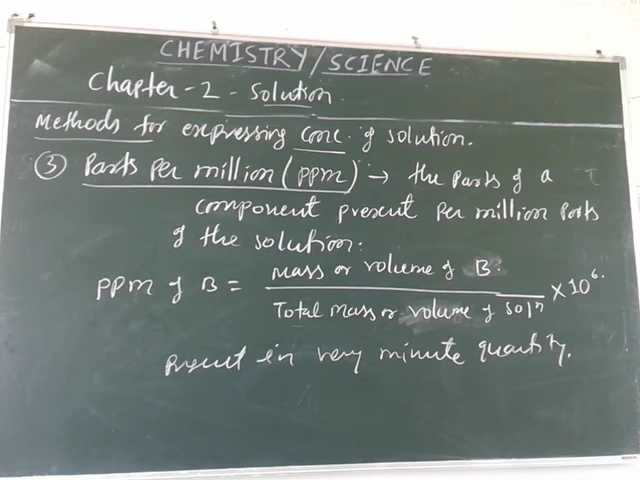 CHEMISTRY/SCIENCE
Chapter-2-Solution.
Methods for expressing Conc. of solution.
③ Parts Per million (ppm) → the parts of a
component present per million parts
of the solution:
ppm of B = Mass or volume of B. / Total mass or volume of solⁿ × 10⁶.
Present in very minute quantity.